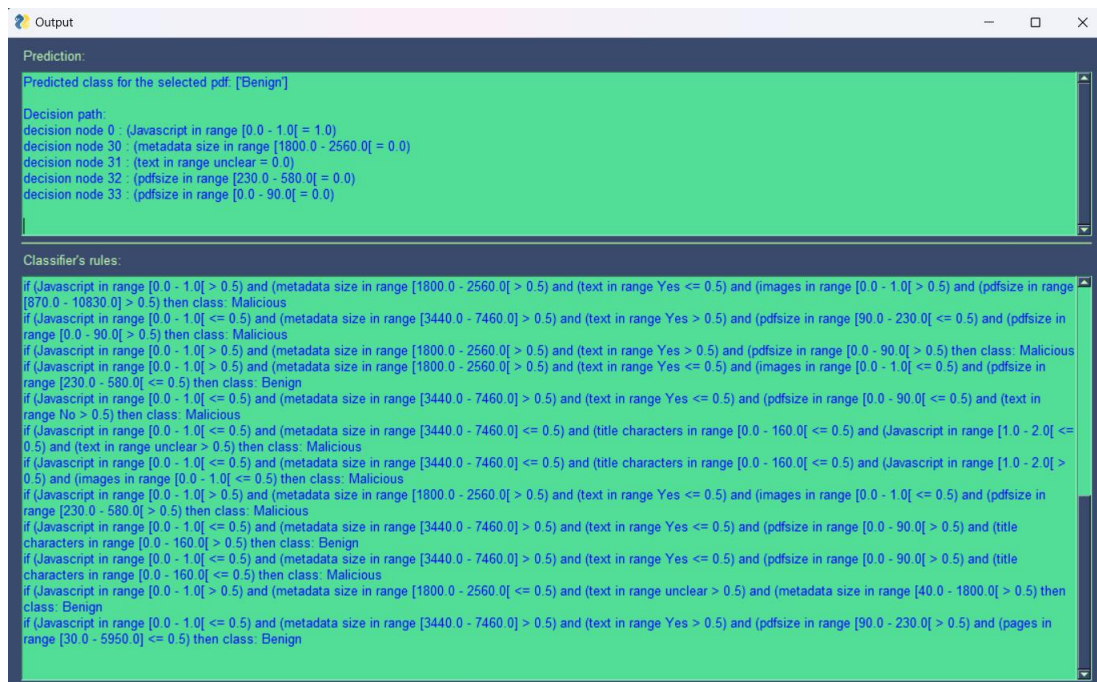 Output
Prediction:
Predicted class for the selected pdf: ['Benign']
Decision path:
decision node 0 : (Javascript in range [0.0 - 1.0[ = 1.0)
decision node 30 : (metadata size in range [1800.0 - 2560.0[ = 0.0)
decision node 31 : (text in range unclear = 0.0)
decision node 32 : (pdfsize in range [230.0 - 580.0[ = 0.0)
decision node 33 : (pdfsize in range [0.0 - 90.0[ = 0.0)
Classifier's rules:
if (Javascript in range [0.0 - 1.0[ > 0.5) and (metadata size in range [1800.0 - 2560.0[ > 0.5) and (text in range Yes <= 0.5) and (images in range [0.0 - 1.0[ > 0.5) and (pdfsize in range
[870.0 - 10830.0] > 0.5) then class: Malicious
if (Javascript in range [0.0 - 1.0[ <= 0.5) and (metadata size in range [3440.0 - 7460.0] > 0.5) and (text in range Yes > 0.5) and (pdfsize in range [90.0 - 230.0[ <= 0.5) and (pdfsize in
range [0.0 - 90.0[ > 0.5) then class: Malicious
if (Javascript in range [0.0 - 1.0[ > 0.5) and (metadata size in range [1800.0 - 2560.0[ > 0.5) and (text in range Yes > 0.5) and (pdfsize in range [0.0 - 90.0[ > 0.5) then class: Malicious
if (Javascript in range [0.0 - 1.0[ > 0.5) and (metadata size in range [1800.0 - 2560.0[ > 0.5) and (text in range Yes <= 0.5) and (images in range [0.0 - 1.0[ <= 0.5) and (pdfsize in
range [230.0 - 580.0[ <= 0.5) then class: Benign
if (Javascript in range [0.0 - 1.0[ <= 0.5) and (metadata size in range [3440.0 - 7460.0] > 0.5) and (text in range Yes <= 0.5) and (pdfsize in range [0.0 - 90.0[ <= 0.5) and (text in
range No > 0.5) then class: Malicious
if (Javascript in range [0.0 - 1.0[ <= 0.5) and (metadata size in range [3440.0 - 7460.0] <= 0.5) and (title characters in range [0.0 - 160.0[ <= 0.5) and (Javascript in range [1.0 - 2.0[ <=
0.5) and (text in range unclear > 0.5) then class: Malicious
if (Javascript in range [0.0 - 1.0[ <= 0.5) and (metadata size in range [3440.0 - 7460.0] <= 0.5) and (title characters in range [0.0 - 160.0[ <= 0.5) and (Javascript in range [1.0 - 2.0[ >
0.5) and (images in range [0.0 - 1.0[ <= 0.5) then class: Malicious
if (Javascript in range [0.0 - 1.0[ > 0.5) and (metadata size in range [1800.0 - 2560.0[ > 0.5) and (text in range Yes <= 0.5) and (images in range [0.0 - 1.0[ <= 0.5) and (pdfsize in
range [230.0 - 580.0[ > 0.5) then class: Malicious
if (Javascript in range [0.0 - 1.0[ <= 0.5) and (metadata size in range [3440.0 - 7460.0] > 0.5) and (text in range Yes <= 0.5) and (pdfsize in range [0.0 - 90.0[ > 0.5) and (title
characters in range [0.0 - 160.0[ > 0.5) then class: Benign
if (Javascript in range [0.0 - 1.0[ <= 0.5) and (metadata size in range [3440.0 - 7460.0] > 0.5) and (text in range Yes <= 0.5) and (pdfsize in range [0.0 - 90.0[ > 0.5) and (title
characters in range [0.0 - 160.0[ <= 0.5) then class: Malicious
if (Javascript in range [0.0 - 1.0[ > 0.5) and (metadata size in range [1800.0 - 2560.0[ <= 0.5) and (text in range unclear > 0.5) and (metadata size in range [40.0 - 1800.0[ > 0.5) then
class: Benign
if (Javascript in range [0.0 - 1.0[ <= 0.5) and (metadata size in range [3440.0 - 7460.0] > 0.5) and (text in range Yes > 0.5) and (pdfsize in range [90.0 - 230.0[ > 0.5) and (pages in
range [30.0 - 5950.0] <= 0.5) then class: Benign